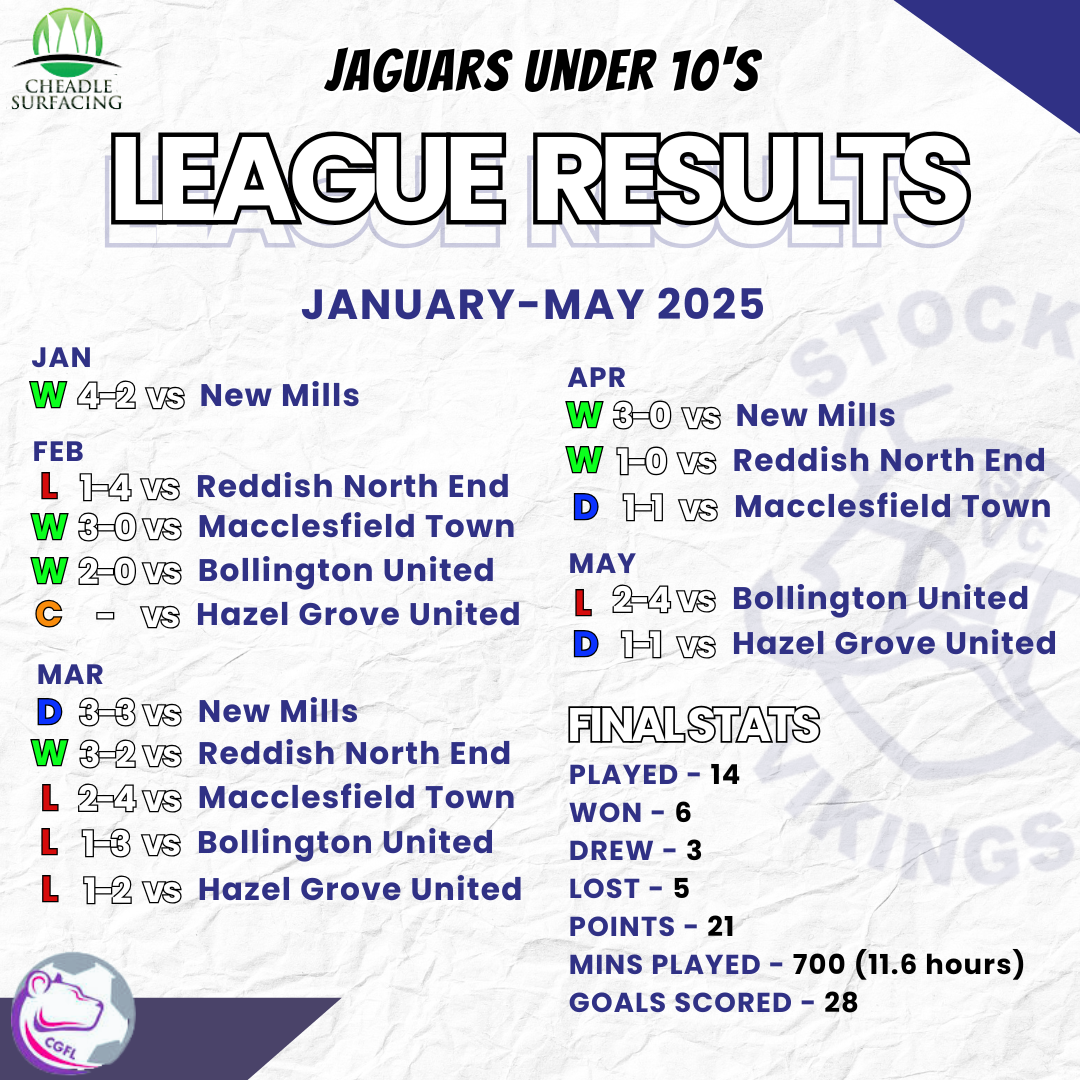 CHEADLE
SURFACING
JAGUARS UNDER 10'S
LEAGUE RESULTS
JANUARY-MAY 2025
JAN
W 4-2 VS New Mills
FEB
L 1-4 VS Reddish North End
W 3-0 VS Macclesfield Town
W 2-0 VS Bollington United
C - VS Hazel Grove United
MAR
D 3-3 VS New Mills
W 3-2 VS Reddish North End
L 2-4 VS Macclesfield Town
L 1-3 VS Bollington United
L 1-2 VS Hazel Grove United
APR
W 3-0 VS New Mills
W 1-0 VS Reddish North End
D 1-1 VS Macclesfield Town
MAY
L 2-4 VS Bollington United
D 1-1 VS Hazel Grove United
FINAL STATS
PLAYED - 14
WON - 6
DREW - 3
LOST - 5
POINTS - 21
MINS PLAYED - 700 (11.6 hours)
GOALS SCORED - 28
STOCK
VIKINGS
CGFL